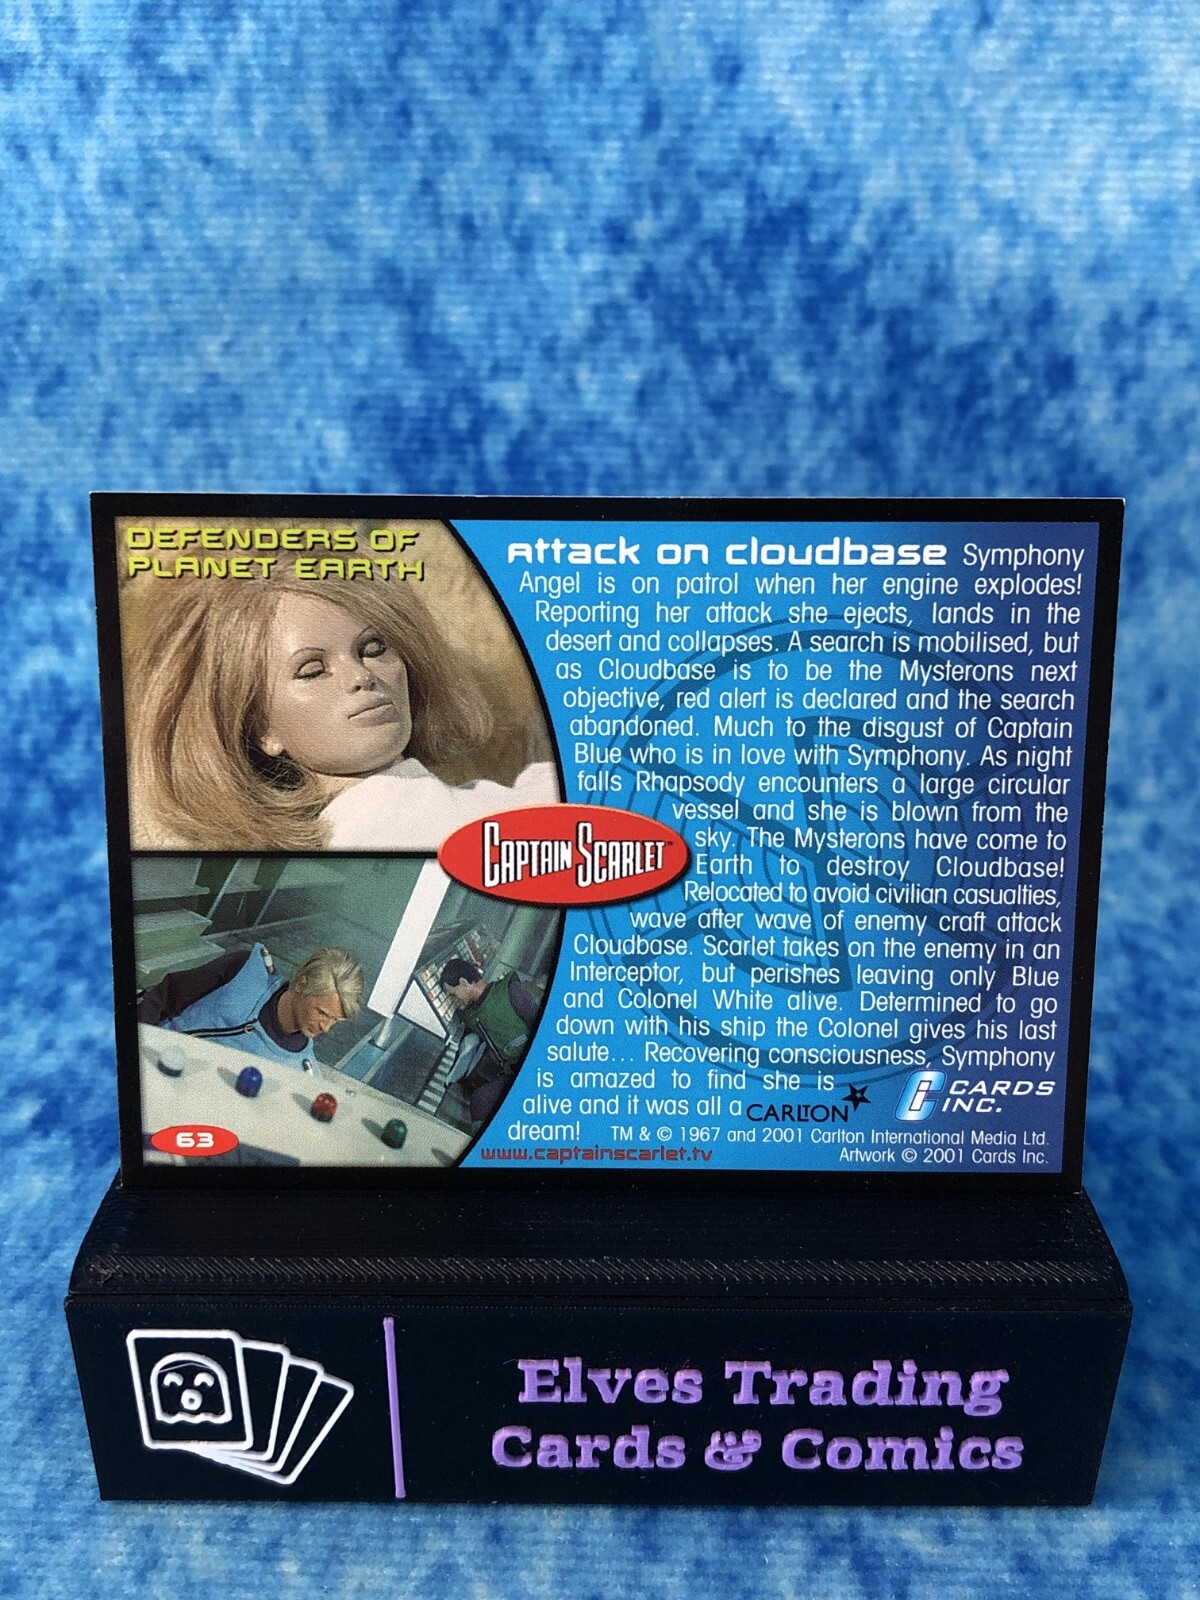 DEFENDERS OF
PLANET EARTH
Attack on cloudbase Symphony
Angel is on patrol when her engine explodes!
Reporting her attack she ejects, lands in the
desert and collapses. A search is mobilised, but
as Cloudbase is to be the Mysterons next
objective, red alert is declared and the search
abandoned. Much to the disgust of Captain
Blue who is in love with Symphony. As night
falls Rhapsody encounters a large circular
vessel and she is blown from the
sky. The Mysterons have come to
Earth to destroy Cloudbase!
Relocated to avoid civilian casualties,
wave after wave of enemy craft attack
Cloudbase. Scarlet takes on the enemy in an
Interceptor, but perishes leaving only Blue
and Colonel White alive. Determined to go
down with his ship the Colonel gives his last
salute... Recovering consciousness, Symphony
is amazed to find she is
alive and it was all a
dream!
CAPTAIN SCARLET™
63
CARLTON
CARDS
INC.
TM & © 1967 and 2001 Carlton International Media Ltd.
www.captainscarlet.tv
Artwork © 2001 Cards Inc.
Elves Trading
Cards & Comics